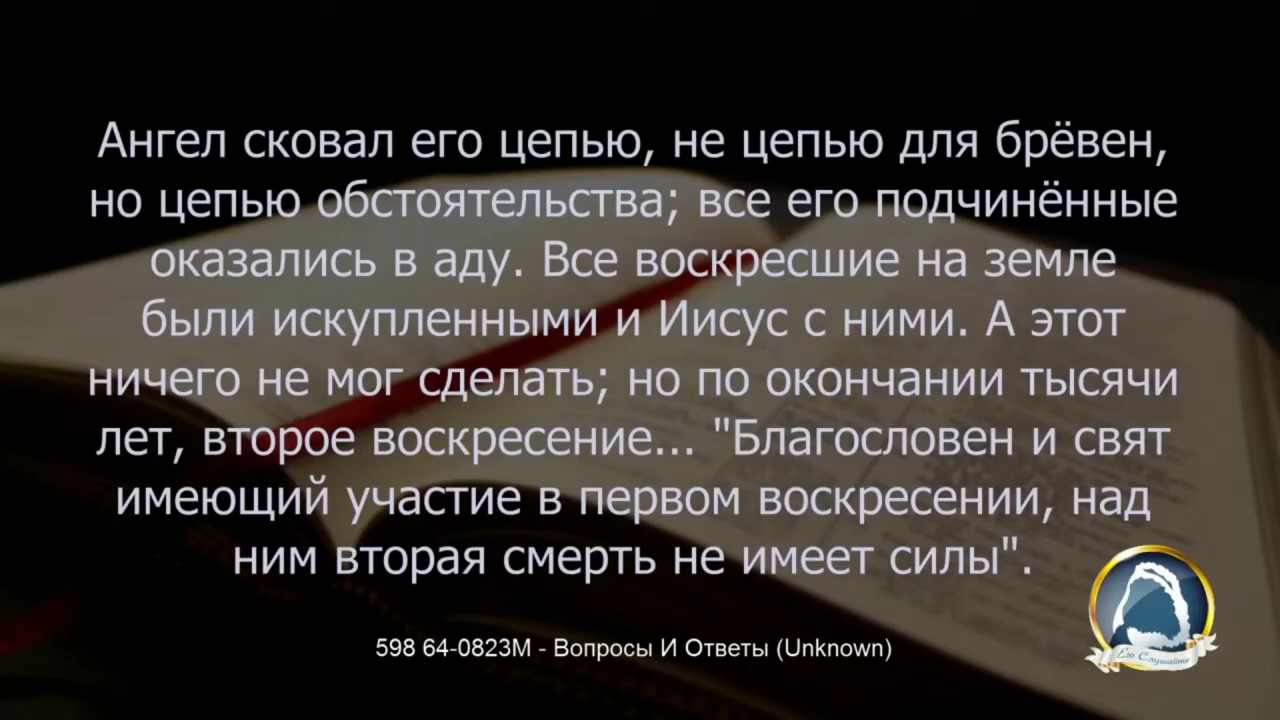 Ангел сковал его цепью, не цепью для брёвен,
но цепью обстоятельства; все его подчинённые
оказались в аду. Все воскресшие на земле
были искупленными и Иисус с ними. А этот
ничего не мог сделать; но по окончании тысячи
лет, второе воскресение... "Благословен и свят
имеющий участие в первом воскресении, над
ним вторая смерть не имеет силы".
598 64-0823M - Вопросы И Ответы (Unknown)
Его Слушайте